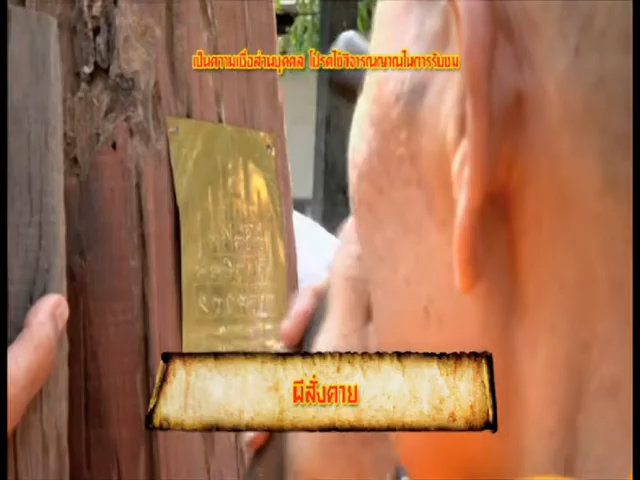 เป็นความเชื่อส่วนบุคคล โปรดใช้วิจารณญาณในการรับชม
ผีสั่งตาย